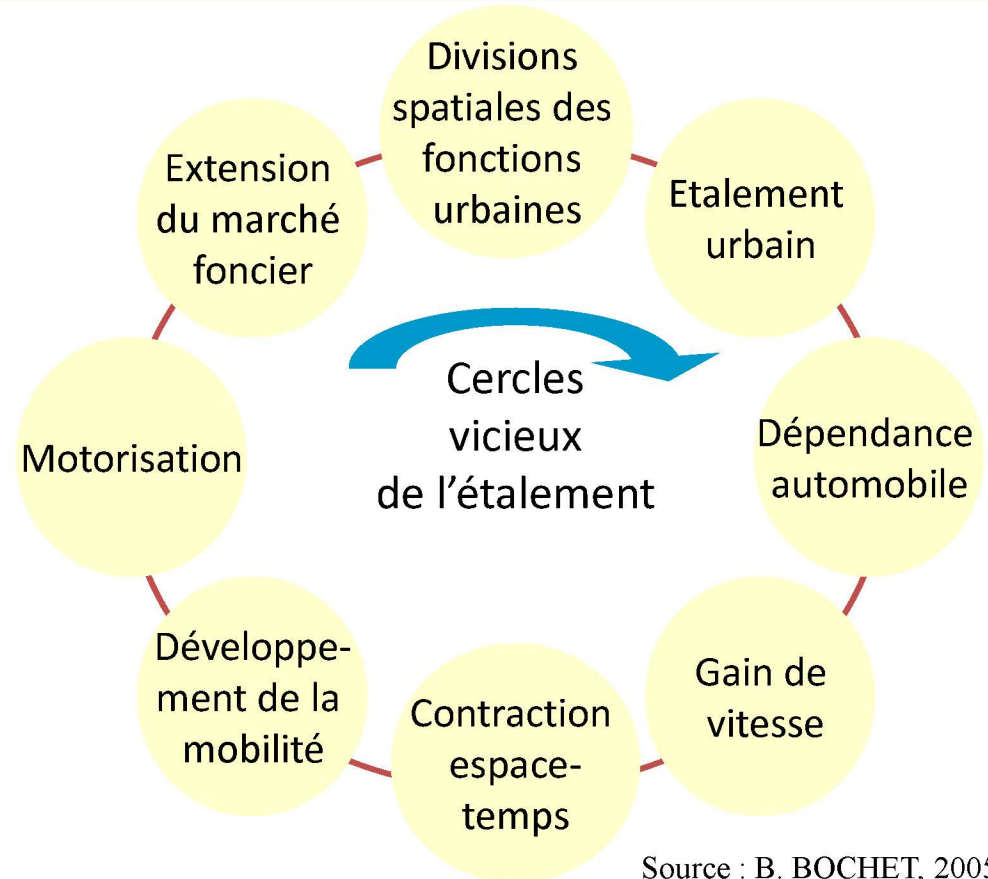 Divisions
spatiales des
fonctions
urbaines
Etalement
urbain
Dépendance
automobile
Gain de
vitesse
Contraction
espace-
temps
Développe-
ment de la
mobilité
Motorisation
Extension
du marché
foncier
Cercles
vicieux
de l'étalement
Source : B. BOCHET, 2005